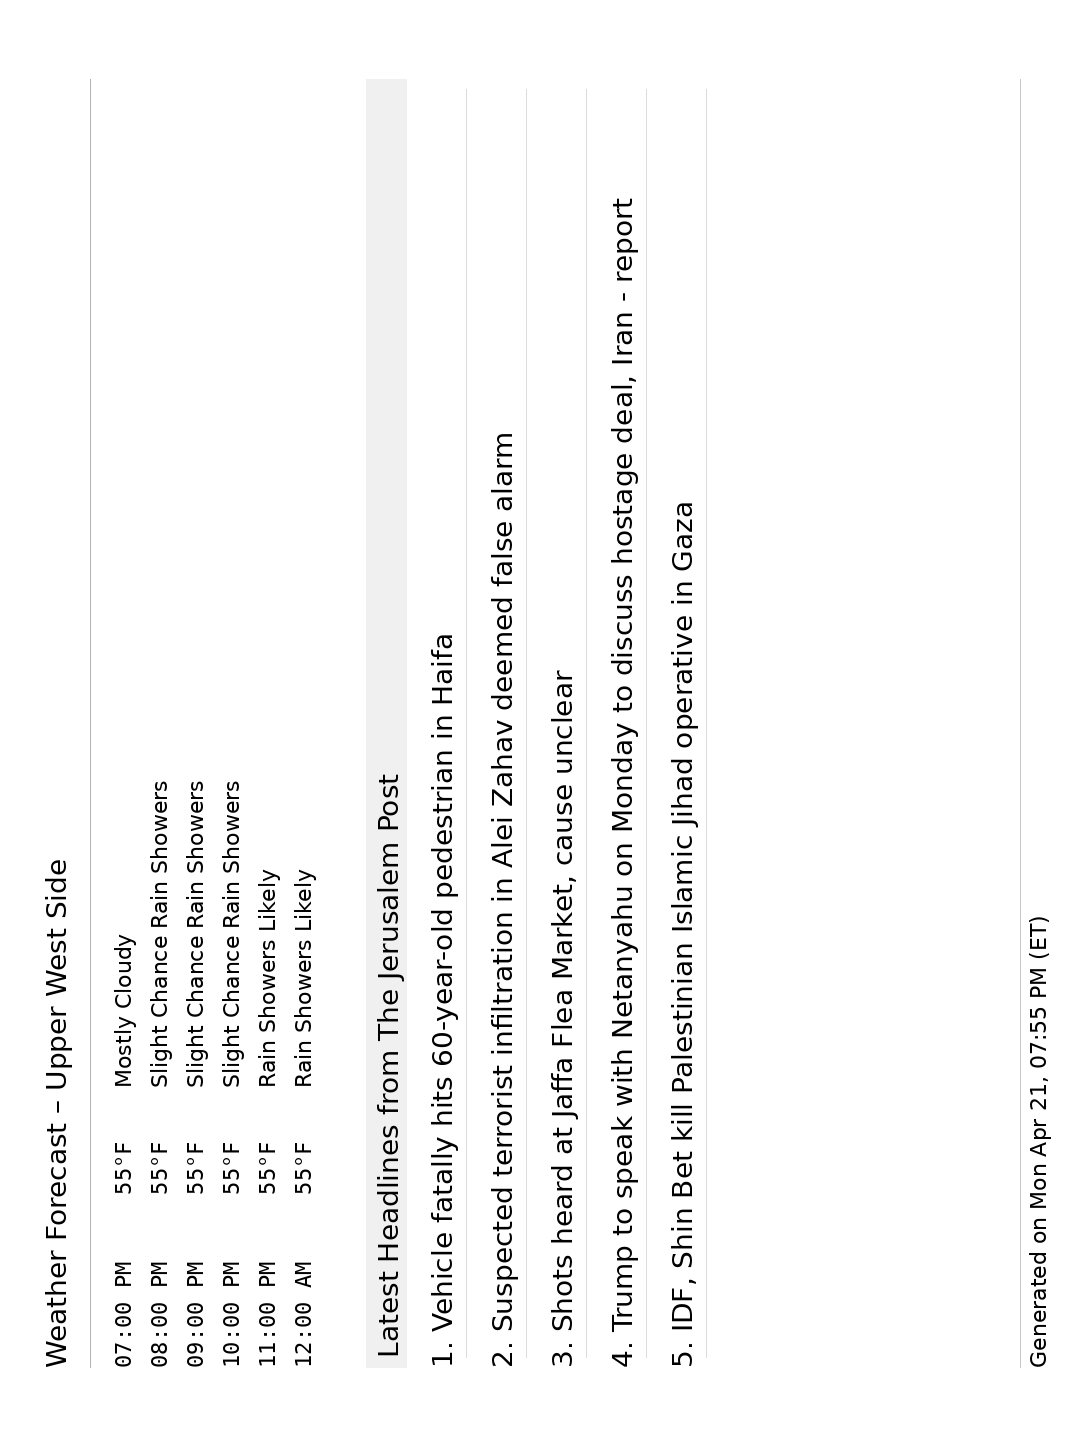 Weather Forecast – Upper West Side
07:00 PM 55°F Mostly Cloudy
08:00 PM 55°F Slight Chance Rain Showers
09:00 PM 55°F Slight Chance Rain Showers
10:00 PM 55°F Slight Chance Rain Showers
11:00 PM 55°F Rain Showers Likely
12:00 AM 55°F Rain Showers Likely
Latest Headlines from The Jerusalem Post
1. Vehicle fatally hits 60-year-old pedestrian in Haifa
2. Suspected terrorist infiltration in Alei Zahav deemed false alarm
3. Shots heard at Jaffa Flea Market, cause unclear
4. Trump to speak with Netanyahu on Monday to discuss hostage deal, Iran - report
5. IDF, Shin Bet kill Palestinian Islamic Jihad operative in Gaza
Generated on Mon Apr 21, 07:55 PM (ET)